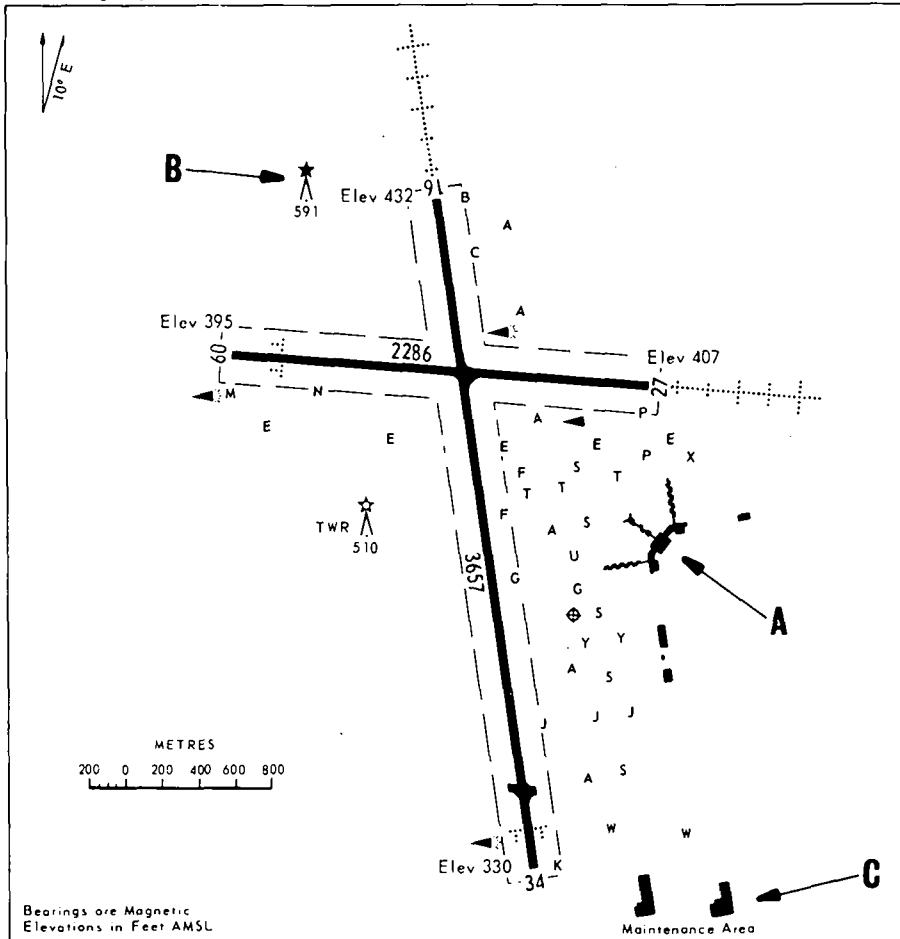 10° E
B
591
Elev 432
9
B
A
C
A
Elev 395
2286
Elev 407
09
27
M
N
A
P
E
E
E
E
E
F
S
T
P
X
T
T
F
A
S
TWR
510
U
3657
G
G
S
A
Y
Y
A
S
J
J
J
METRES
200 0 200 400 600 800
A
S
W
W
Elev 330
K
34
C
Bearings are Magnetic
Elevations in Feet AMSL
Maintenance Area